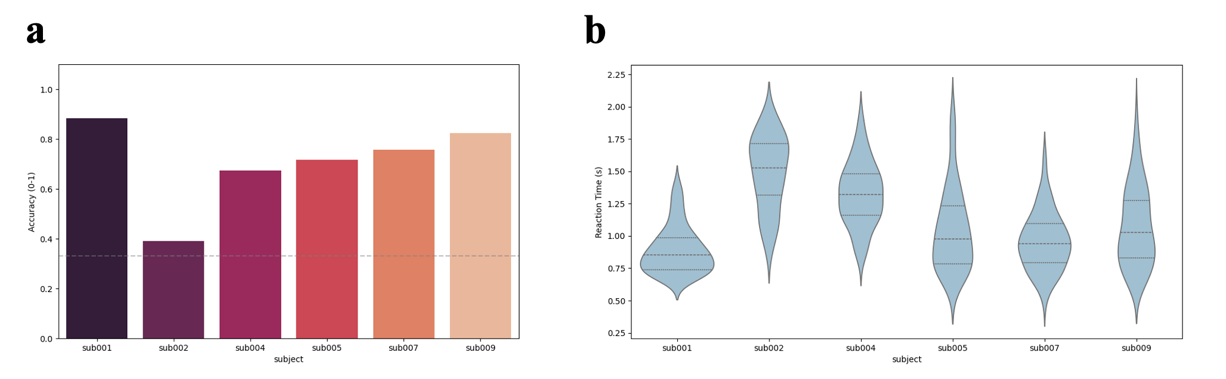 a
b
1.0
0.8
0.6
0.4
0.2
0.0
Accuracy (0-1)
sub001 sub002 sub004 sub005 sub007 sub009
subject
2.25
2.00
1.75
1.50
1.25
1.00
0.75
0.50
0.25
Reaction Time (s)
sub001 sub002 sub004 sub005 sub007 sub009
subject